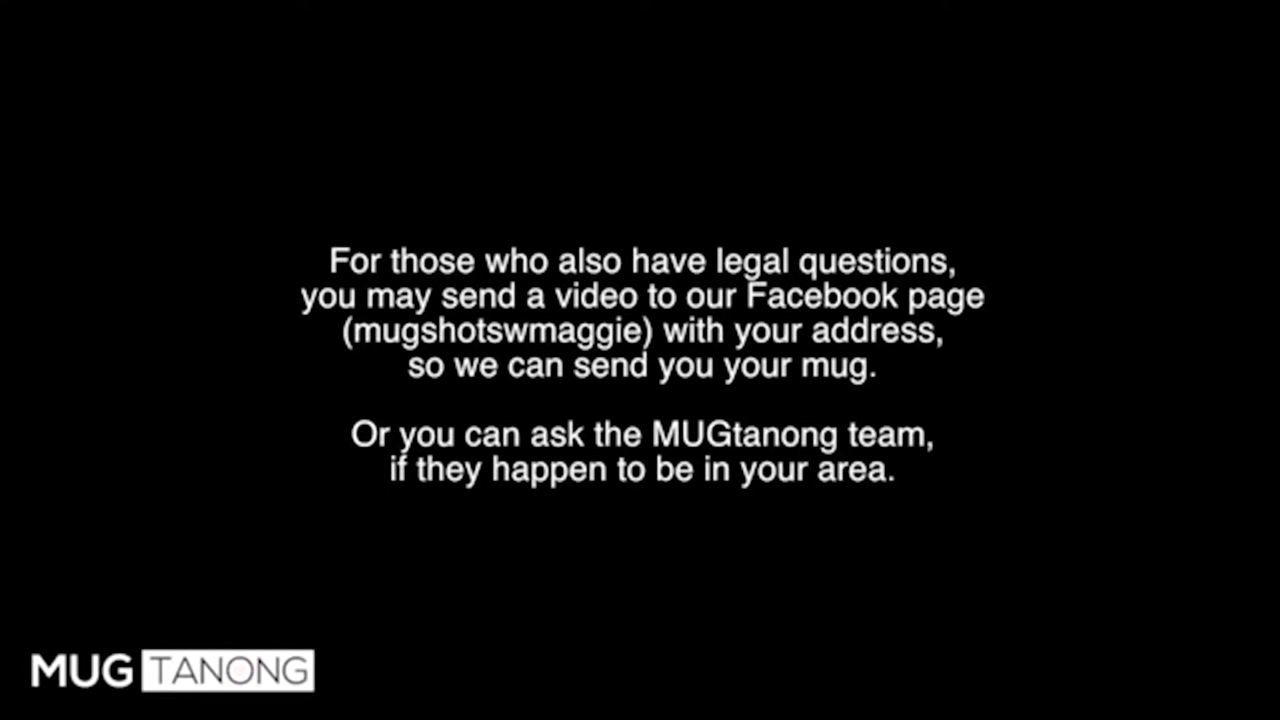 For those who also have legal questions,
you may send a video to our Facebook page
(mugshotswmaggie) with your address,
so we can send you your mug.
Or you can ask the MUGtanong team,
if they happen to be in your area.
MUG TANONG